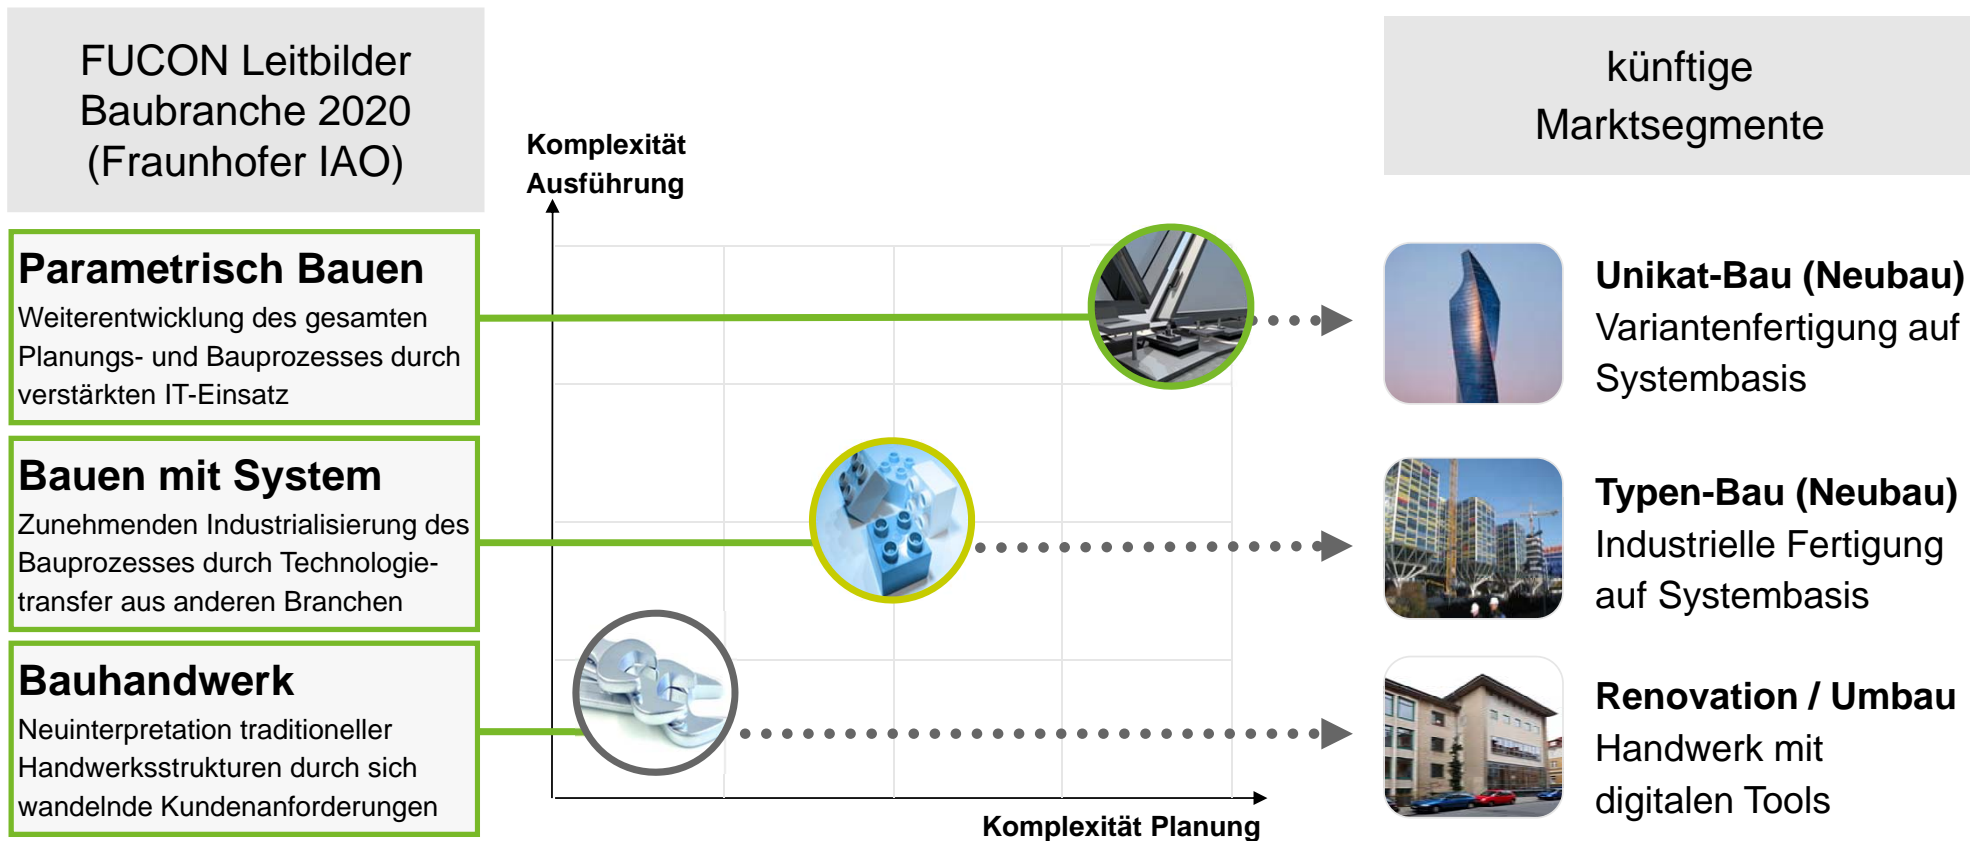 FUCON Leitbilder
Baubranche 2020
(Fraunhofer IAO)
künftige
Marktsegmente
Komplexität
Ausführung
Parametrisch Bauen
Weiterentwicklung des gesamten
Planungs- und Bauprozesses durch
verstärkten IT-Einsatz
Unikat-Bau (Neubau)
Variantenfertigung auf
Systembasis
Bauen mit System
Zunehmenden Industrialisierung des
Bauprozesses durch Technologie-
transfer aus anderen Branchen
Typen-Bau (Neubau)
Industrielle Fertigung
auf Systembasis
Bauhandwerk
Neuinterpretation traditioneller
Handwerksstrukturen durch sich
wandelnde Kundenanforderungen
Renovation / Umbau
Handwerk mit
digitalen Tools
Komplexität Planung